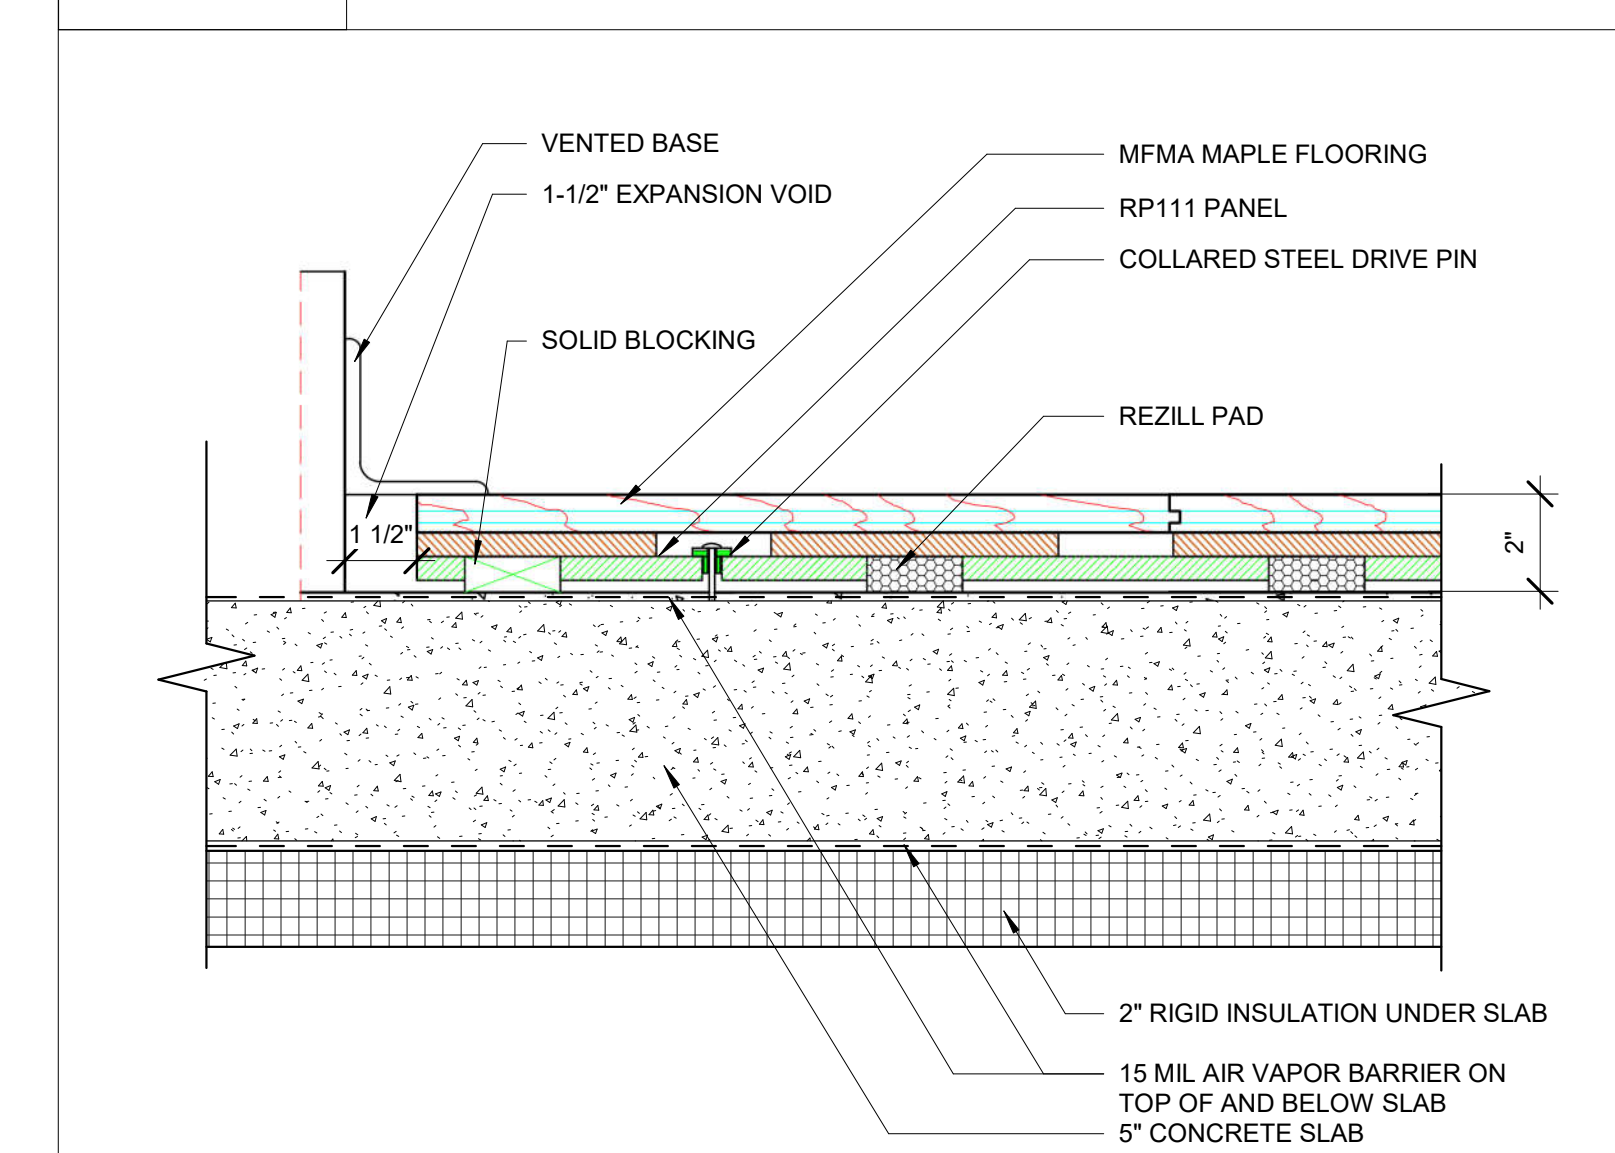 VENTED BASE
1-1/2" EXPANSION VOID
SOLID BLOCKING
MFMA MAPLE FLOORING
RP111 PANEL
COLLARED STEEL DRIVE PIN
REZILL PAD
1 1/2"
2"
2" RIGID INSULATION UNDER SLAB
15 MIL AIR VAPOR BARRIER ON
TOP OF AND BELOW SLAB
5" CONCRETE SLAB